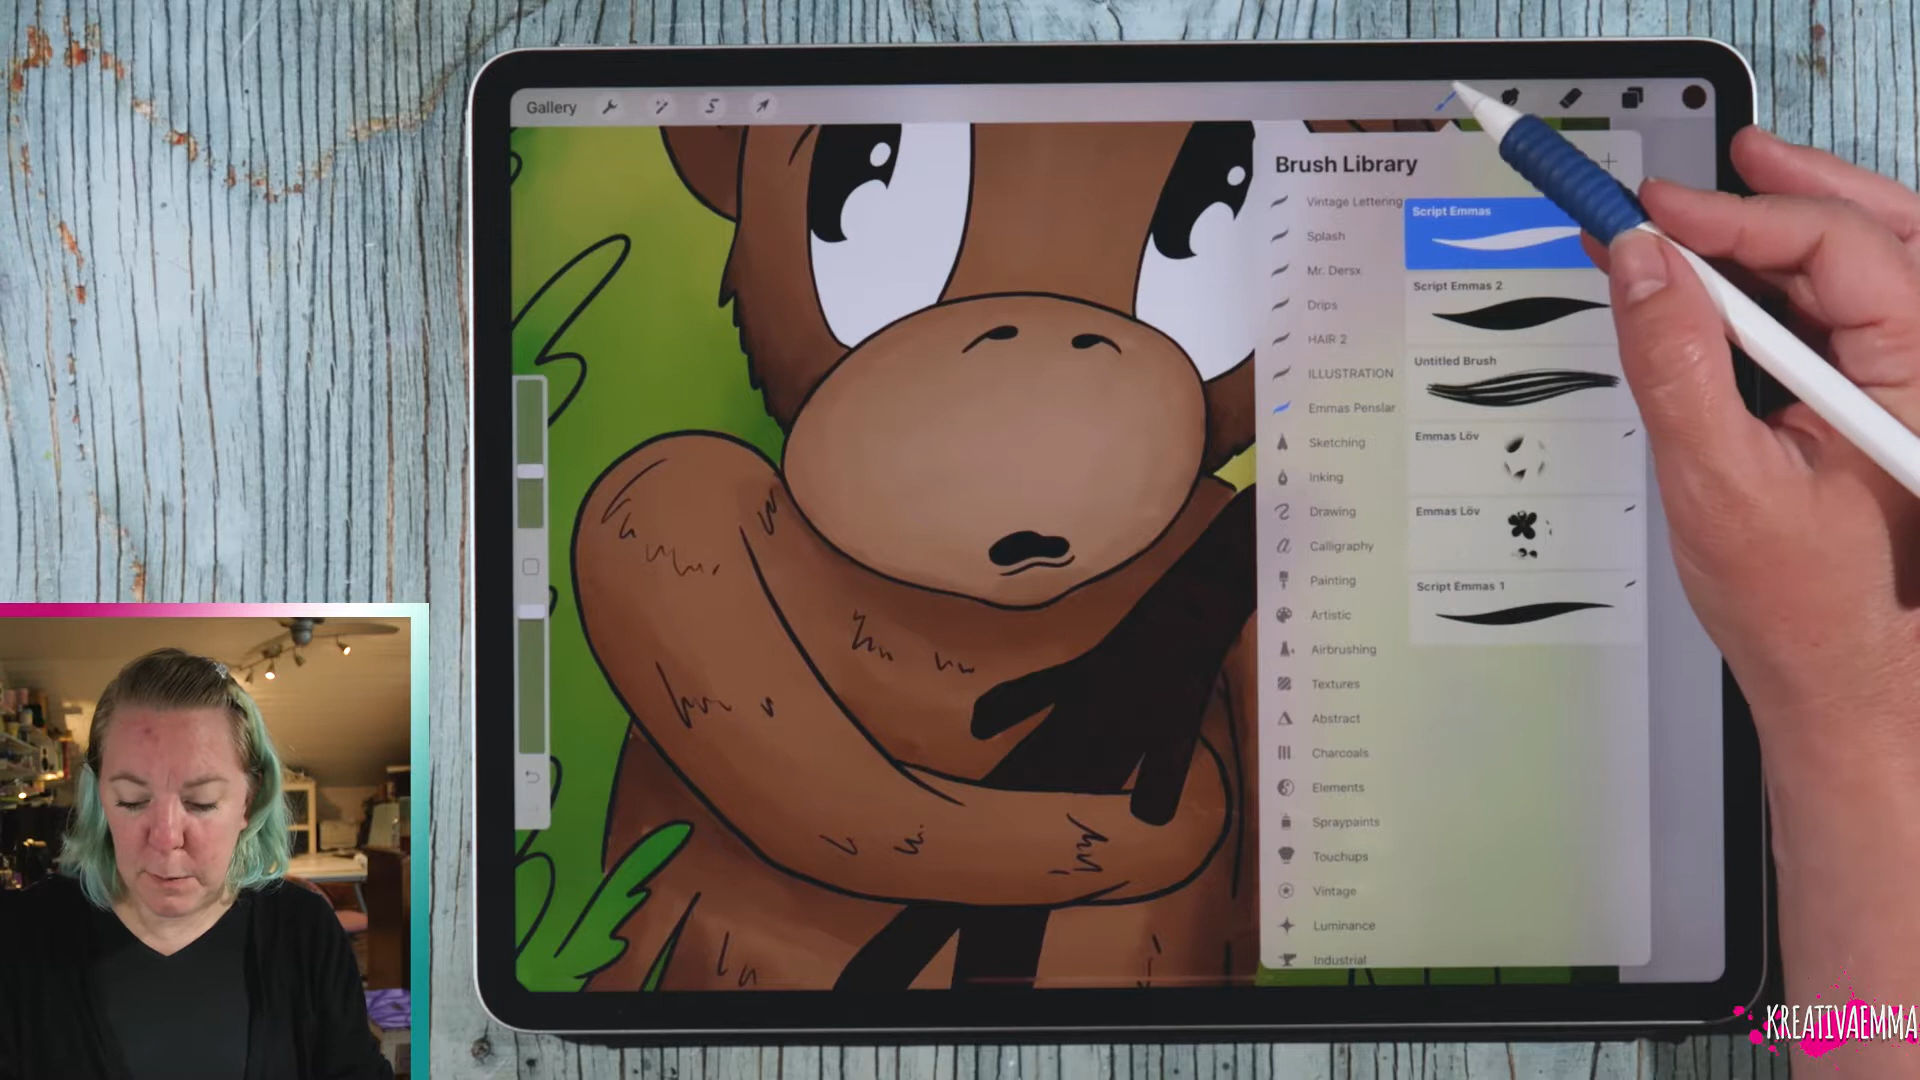 Gallery
Brush Library
Vintage Lettering
Splash
Mr. Dersx
Drips
HAIR 2
ILLUSTRATION
Emmas Penslar
Sketching
Inking
Drawing
Calligraphy
Painting
Artistic
Airbrushing
Textures
Abstract
Charcoals
Elements
Spraypaints
Touchups
Vintage
Luminance
Industrial
Script Emmas
Script Emmas 2
Untitled Brush
Emmas Löv
Emmas Löv
Script Emmas 1
KREATIVAEMMA